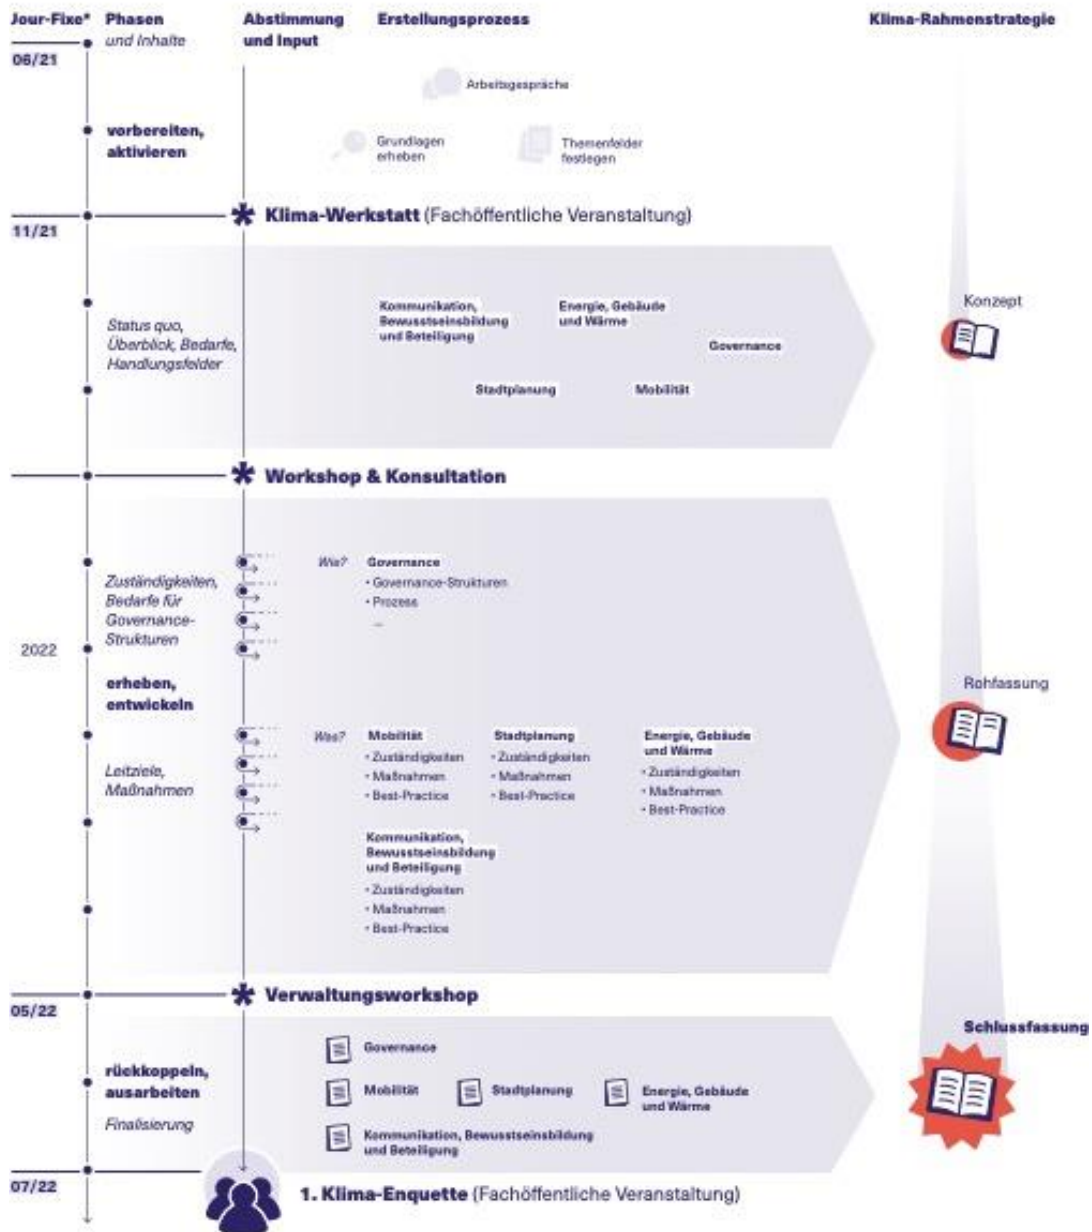 Jour-Fixe*
Phasen
und Inhalte
Abstimmung
und Input
Erstellungsprozess
Klima-Rahmenstrategie
06/21
Arbeitsgespräche
vorbereiten,
aktivieren
Grundlagen
erheben
Themenfelder
festlegen
Klima-Werkstatt (Fachöffentliche Veranstaltung)
11/21
Status quo,
Überblick, Bedarfe,
Handlungsfelder
Kommunikation,
Bewusstseinsbildung
und Beteiligung
Energie, Gebäude
und Wärme
Governance
Stadtplanung
Mobilität
Konzept
Workshop & Konsultation
Zuständigkeiten,
Bedarfe für
Governance-
Strukturen
Wie?
Governance
• Governance-Strukturen
• Prozess
...
2022
erheben,
entwickeln
Rohfassung
Leitziele,
Maßnahmen
Was?
Mobilität
• Zuständigkeiten
• Maßnahmen
• Best-Practice
Stadtplanung
• Zuständigkeiten
• Maßnahmen
• Best-Practice
Energie, Gebäude
und Wärme
• Zuständigkeiten
• Maßnahmen
• Best-Practice
Kommunikation,
Bewusstseinsbildung
und Beteiligung
• Zuständigkeiten
• Maßnahmen
• Best-Practice
Verwaltungsworkshop
05/22
rückkoppeln,
ausarbeiten
Finalisierung
Governance
Mobilität
Stadtplanung
Energie, Gebäude
und Wärme
Kommunikation, Bewusstseinsbildung
und Beteiligung
Schlussfassung
07/22
1. Klima-Enquette (Fachöffentliche Veranstaltung)